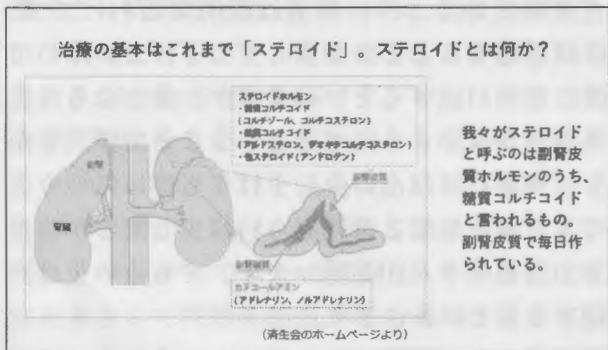 治療の基本はこれまで「ステロイド」。ステロイドとは何か？
ステロイドホルモン
・糖質コルチコイド
(コルチゾール、コルチコステロン)
・鉱質コルチコイド
(アルドステロン、デオキシコルチコステロン)
・性ステロイド(アンドロゲン)
副腎
腎臓
副腎皮質
副腎髄質
カテコールアミン
(アドレナリン、ノルアドレナリン)
我々がステロイド
と呼ぶのは副腎皮
質ホルモンのうち、
糖質コルチコイド
と言われるもの。
副腎皮質で毎日作
られている。
(済生会のホームページより)